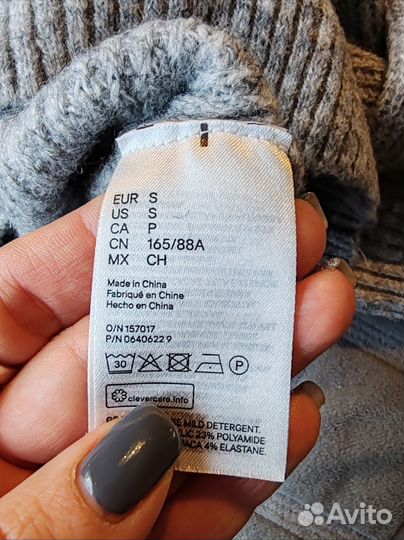 EUR S
US S
CA P
CN 165/88A
MX CH
Made in China
Fabriqué en Chine
Hecho en China
O/N 157017
P/N 0640622 9
30 P
clevercare.info
MILD DETERGENT.
23% POLYAMIDE
4% ELASTANE.
Avito